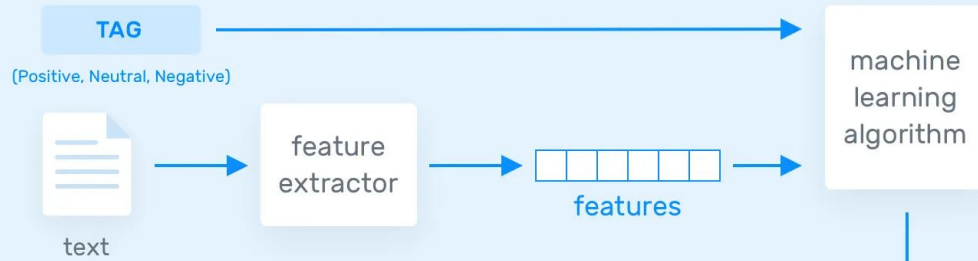 TAG
(Positive, Neutral, Negative)
machine
learning
algorithm
feature
extractor
features
text